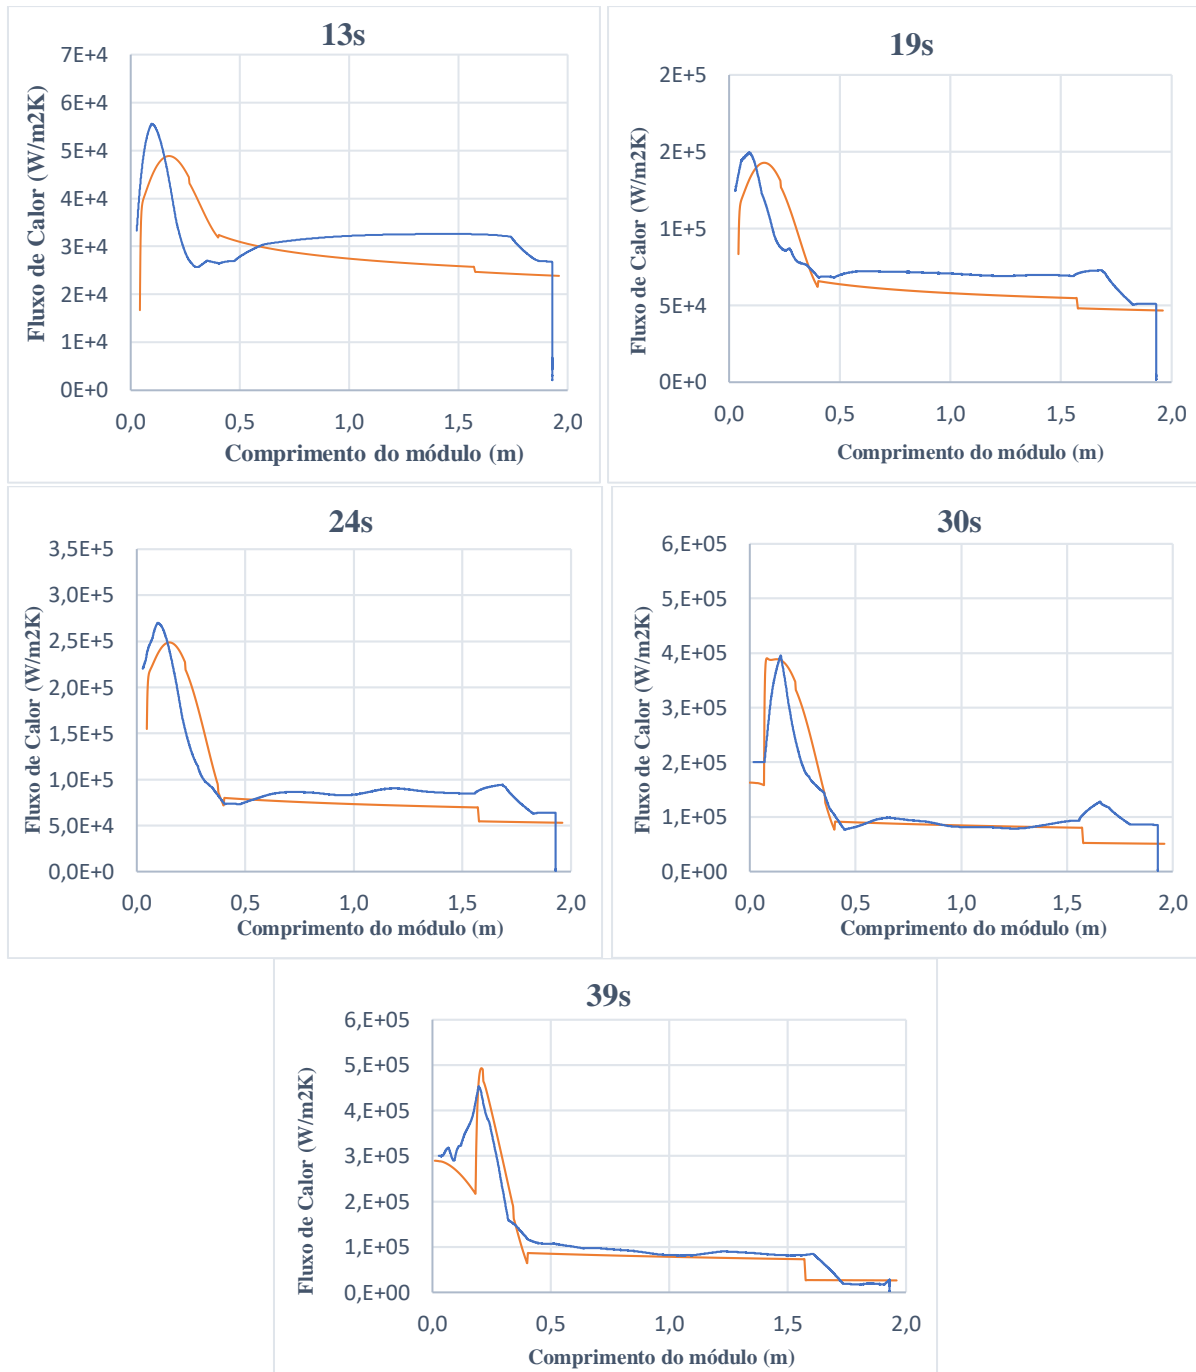 13s
7E+4
6E+4
5E+4
4E+4
3E+4
2E+4
1E+4
0E+0
Fluxo de Calor (W/m2K)
0,0 0,5 1,0 1,5 2,0
Comprimento do módulo (m)
19s
2E+5
2E+5
1E+5
5E+4
0E+0
Fluxo de Calor (W/m2K)
0,0 0,5 1,0 1,5 2,0
Comprimento do módulo (m)
24s
3,5E+5
3,0E+5
2,5E+5
2,0E+5
1,5E+5
1,0E+5
5,0E+4
0,0E+0
Fluxo de Calor (W/m2K)
0,0 0,5 1,0 1,5 2,0
Comprimento do módulo (m)
30s
6,E+05
5,E+05
4,E+05
3,E+05
2,E+05
1,E+05
0,E+00
Fluxo de Calor (W/m2K)
0,0 0,5 1,0 1,5 2,0
Comprimento do módulo (m)
39s
6,E+05
5,E+05
4,E+05
3,E+05
2,E+05
1,E+05
0,E+00
Fluxo de Calor (W/m2K)
0,0 0,5 1,0 1,5 2,0
Comprimento do módulo (m)